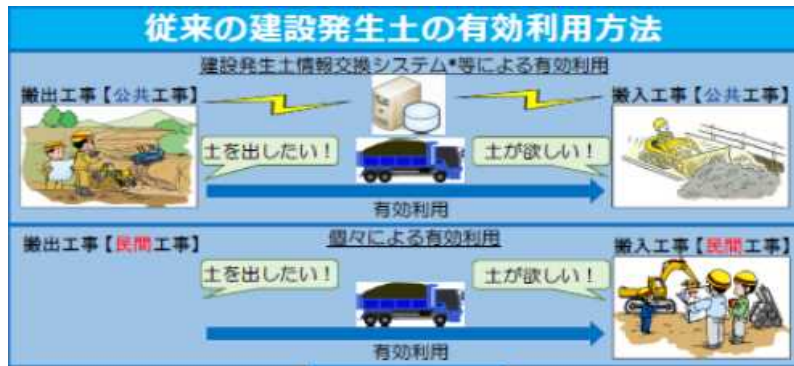 従来の建設発生土の有効利用方法
建設発生土情報交換システム*等による有効利用
搬出工事【公共工事】
搬入工事【公共工事】
土を出したい！
土が欲しい！
有効利用
個々による有効利用
搬出工事【民間工事】
搬入工事【民間工事】
土を出したい！
土が欲しい！
有効利用